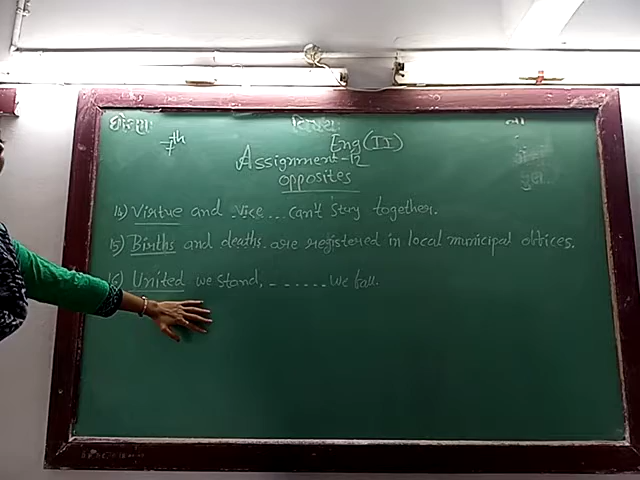 ધોરણ: વિષય: તા
7th Eng (II)
Assignment-12
opposites
14) Virtue and .vice... can't stay together.
15) Births and deaths. are registered in local municipal offices.
16) United we stand, - - ..... we fall.